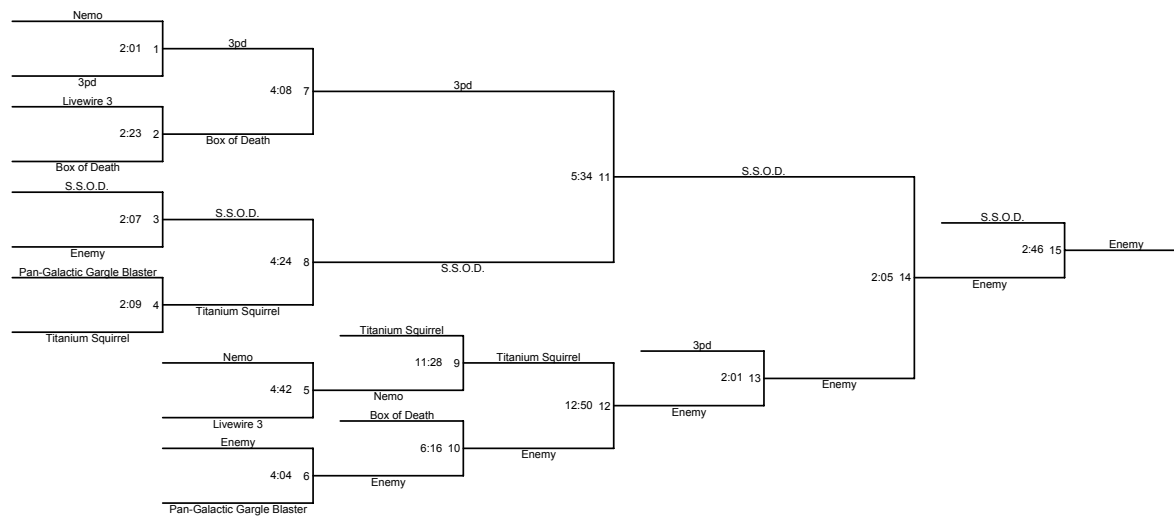 Nemo
2:01 1
3pd
3pd
4:08 7
3pd
Livewire 3
2:23 2
Box of Death
Box of Death
5:34 11
S.S.O.D.
S.S.O.D.
2:07 3
S.S.O.D.
Enemy
4:24 8
S.S.O.D.
Pan-Galactic Gargle Blaster
2:09 4
Titanium Squirrel
Titanium Squirrel
2:05 14
S.S.O.D.
2:46 15
Enemy
Enemy
Titanium Squirrel
11:28 9
Titanium Squirrel
Nemo
4:42 5
Nemo
Livewire 3
12:50 12
3pd
2:01 13
Enemy
Enemy
Box of Death
6:16 10
Enemy
Enemy
4:04 6
Enemy
Pan-Galactic Gargle Blaster